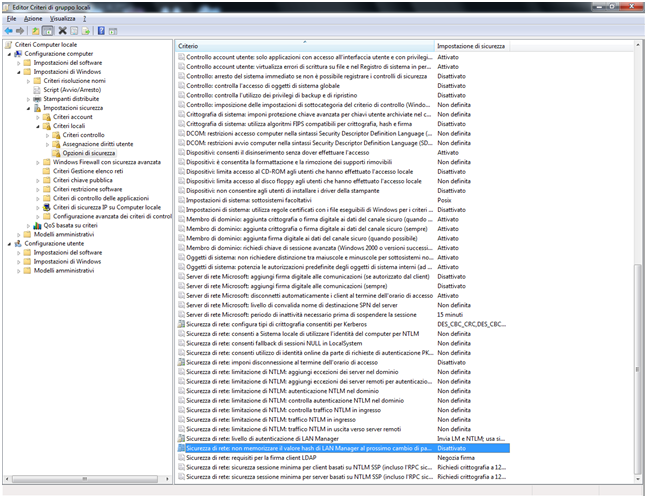 Editor Criteri di gruppo locali
File Azione Visualizza ?
Criteri Computer locale
Configurazione computer
Impostazioni del software
Impostazioni di Windows
Criteri risoluzione nomi
Script (Avvio/Arresto)
Stampanti distribuite
Impostazioni sicurezza
Criteri account
Criteri locali
Criteri controllo
Assegnazione diritti utente
Opzioni di sicurezza
Windows Firewall con sicurezza avanzata
Criteri Gestione elenco reti
Criteri chiave pubblica
Criteri restrizione software
Criteri di controllo delle applicazioni
Criteri di sicurezza IP su Computer locale
Configurazione avanzata dei criteri di control
QoS basata su criteri
Modelli amministrativi
Configurazione utente
Impostazioni del software
Impostazioni di Windows
Modelli amministrativi
Criterio Impostazione di sicurezza
Controllo account utente: solo applicazioni con accesso all'interfaccia utente e con privilegi... Attivato
Controllo account utente: virtualizza errori di scrittura su file e nel Registro di sistema in per... Attivato
Controllo: arresto del sistema immediato se non è possibile registrare i controlli di sicurezza Disattivato
Controllo: controlla l'accesso di oggetti di sistema globale Disattivato
Controllo: controlla l'utilizzo dei privilegi di backup e di ripristino Disattivato
Controllo: imposizione delle impostazioni di sottocategoria del criterio di controllo (Windo... Non definita
Crittografia di sistema: imponi protezione chiave avanzata per chiavi utente archiviate nel c... Non definita
Crittografia di sistema: utilizza algoritmi FIPS compatibili per crittografia, hash e firma Disattivato
DCOM: restrizioni accesso computer nella sintassi Security Descriptor Definition Language (... Non definita
DCOM: restrizioni avvio computer nella sintassi Security Descriptor Definition Language (SD... Non definita
Dispositivi: consenti il disinserimento senza dover effettuare l'accesso Attivato
Dispositivi: è consentita la formattazione e la rimozione dei supporti rimovibili Non definita
Dispositivi: limita accesso al CD-ROM agli utenti che hanno effettuato l'accesso locale Disattivato
Dispositivi: limita accesso al disco floppy agli utenti che hanno effettuato l'accesso locale Non definita
Dispositivi: non consentire agli utenti di installare i driver della stampante Disattivato
Impostazioni di sistema: sottosistemi facoltativi Posix
Impostazioni di sistema: utilizza regole certificati con i file eseguibili di Windows per i criteri ... Disattivato
Membro di dominio: aggiunta crittografia o firma digitale ai dati del canale sicuro (quando ... Attivato
Membro di dominio: aggiunta crittografia o firma digitale ai dati del canale sicuro (sempre) Attivato
Membro di dominio: aggiunta firma digitale ai dati del canale sicuro (quando possibile) Attivato
Membro di dominio: richiedi chiave di sessione avanzata (Windows 2000 o versioni successi... Attivato
Oggetti di sistema: non richiedere distinzione tra maiuscole e minuscole per sottosistemi no... Attivato
Oggetti di sistema: potenzia le autorizzazioni predefinite degli oggetti di sistema interni (ad ... Attivato
Server di rete Microsoft: aggiungi firma digitale alle comunicazioni (se autorizzato dal client) Disattivato
Server di rete Microsoft: aggiungi firma digitale alle comunicazioni (sempre) Disattivato
Server di rete Microsoft: disconnetti automaticamente i client al termine dell'orario di accesso Attivato
Server di rete Microsoft: livello di convalida nome di destinazione SPN del server Non definita
Server di rete Microsoft: periodo di inattività necessario prima di sospendere la sessione 15 minuti
Sicurezza di rete: configura tipi di crittografia consentiti per Kerberos DES_CBC_CRC,DES_CBC...
Sicurezza di rete: consenti a Sistema locale di utilizzare l'identità del computer per NTLM Non definita
Sicurezza di rete: consenti fallback di sessioni NULL in LocalSystem Non definita
Sicurezza di rete: consenti utilizzo di identità online da parte di richieste di autenticazione PK... Non definita
Sicurezza di rete: imponi disconnessione al termine dell'orario di accesso Disattivato
Sicurezza di rete: limitazione di NTLM: aggiungi eccezioni dei server nel dominio Non definita
Sicurezza di rete: limitazione di NTLM: aggiungi eccezioni dei server remoti per autenticazio... Non definita
Sicurezza di rete: limitazione di NTLM: autenticazione NTLM nel dominio Non definita
Sicurezza di rete: limitazione di NTLM: controlla autenticazione NTLM nel dominio Non definita
Sicurezza di rete: limitazione di NTLM: controlla traffico NTLM in ingresso Non definita
Sicurezza di rete: limitazione di NTLM: traffico NTLM in ingresso Non definita
Sicurezza di rete: limitazione di NTLM: traffico NTLM in uscita verso server remoti Non definita
Sicurezza di rete: livello di autenticazione di LAN Manager Invia LM e NTLM; usa si...
Sicurezza di rete: non memorizzare il valore hash di LAN Manager al prossimo cambio di pa... Disattivato
Sicurezza di rete: requisiti per la firma client LDAP Negozia firma
Sicurezza di rete: sicurezza sessione minima per client basati su NTLM SSP (incluso l'RPC sic... Richiedi crittografia a 12...
Sicurezza di rete: sicurezza sessione minima per server basati su NTLM SSP (incluso l'RPC si... Richiedi crittografia a 12...